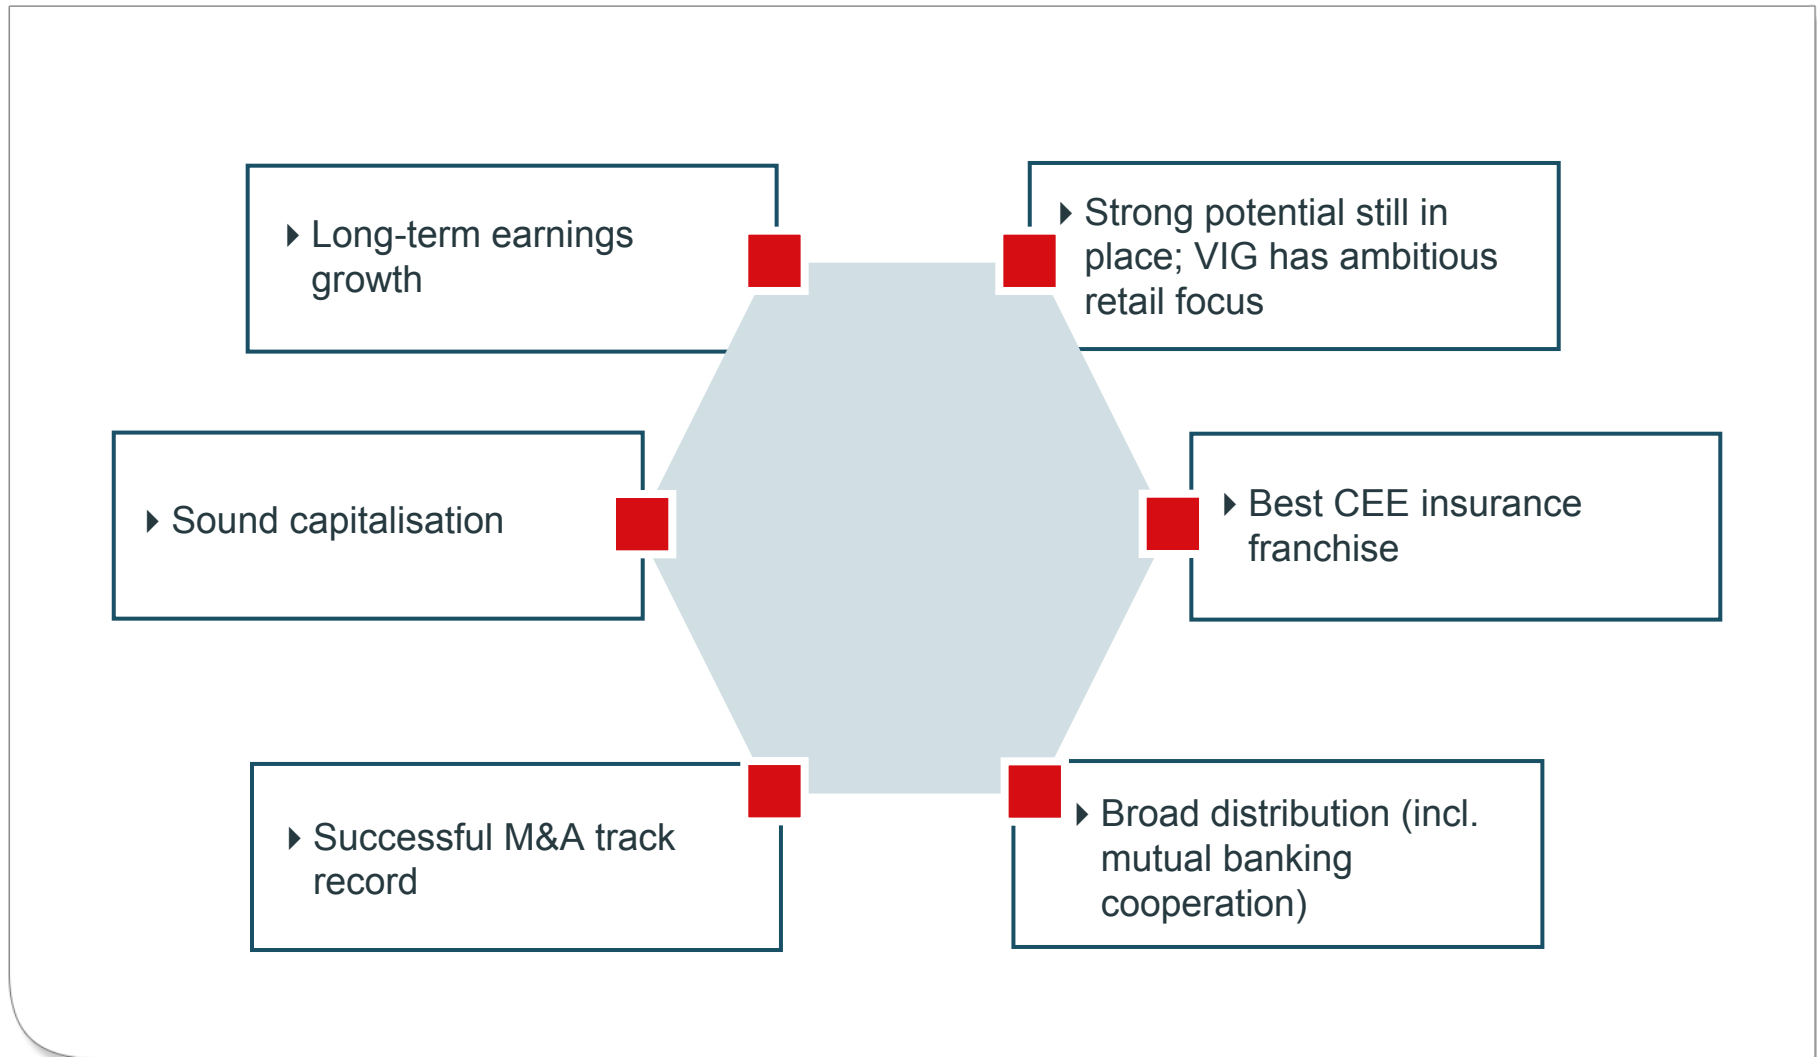 Long-term earnings
growth
Strong potential still in
place; VIG has ambitious
retail focus
Sound capitalisation
Best CEE insurance
franchise
Successful M&A track
record
Broad distribution (incl.
mutual banking
cooperation)